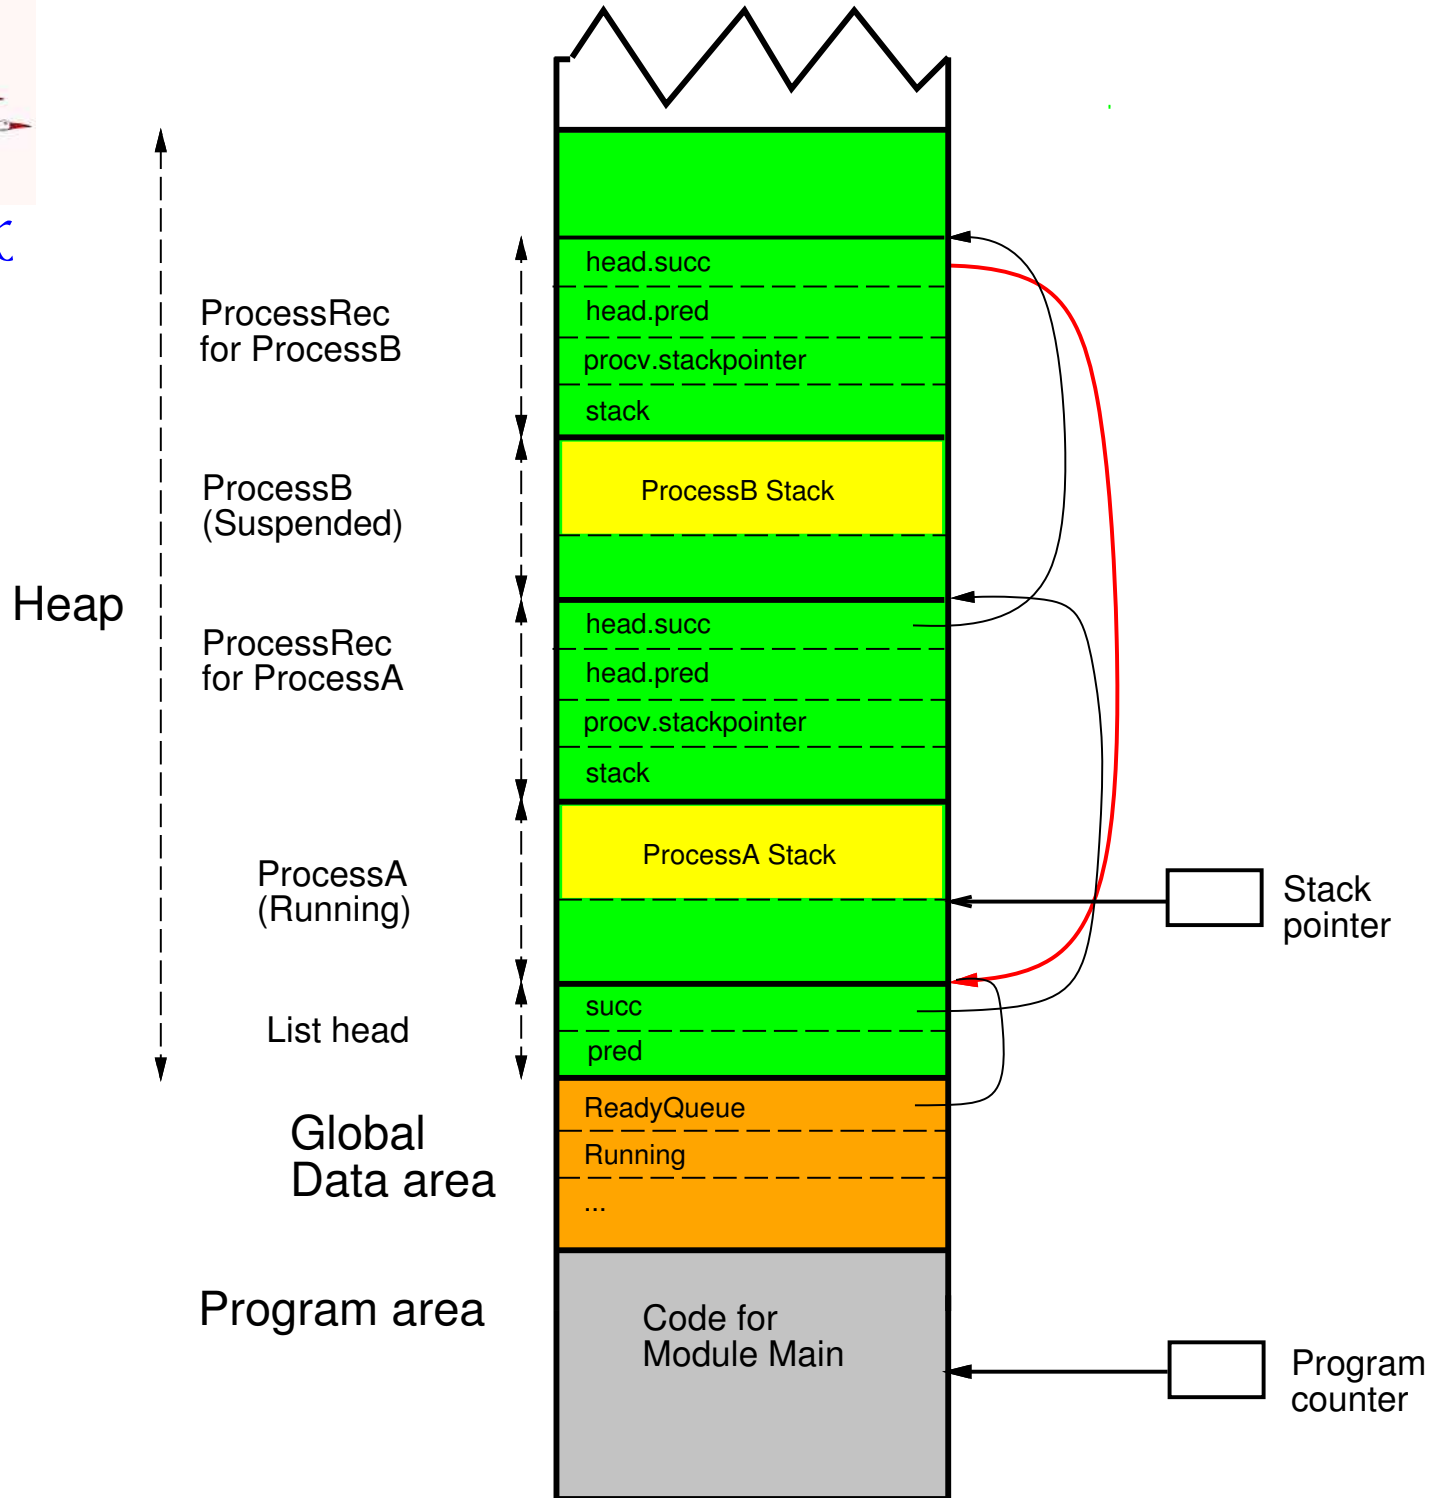 head.succ
head.pred
procv.stackpointer
stack
ProcessRec
for ProcessB
ProcessB Stack
ProcessB
(Suspended)
Heap
head.succ
head.pred
procv.stackpointer
stack
ProcessRec
for ProcessA
ProcessA Stack
ProcessA
(Running)
Stack
pointer
succ
pred
List head
ReadyQueue
Running
...
Global
Data area
Program area
Code for
Module Main
Program
counter